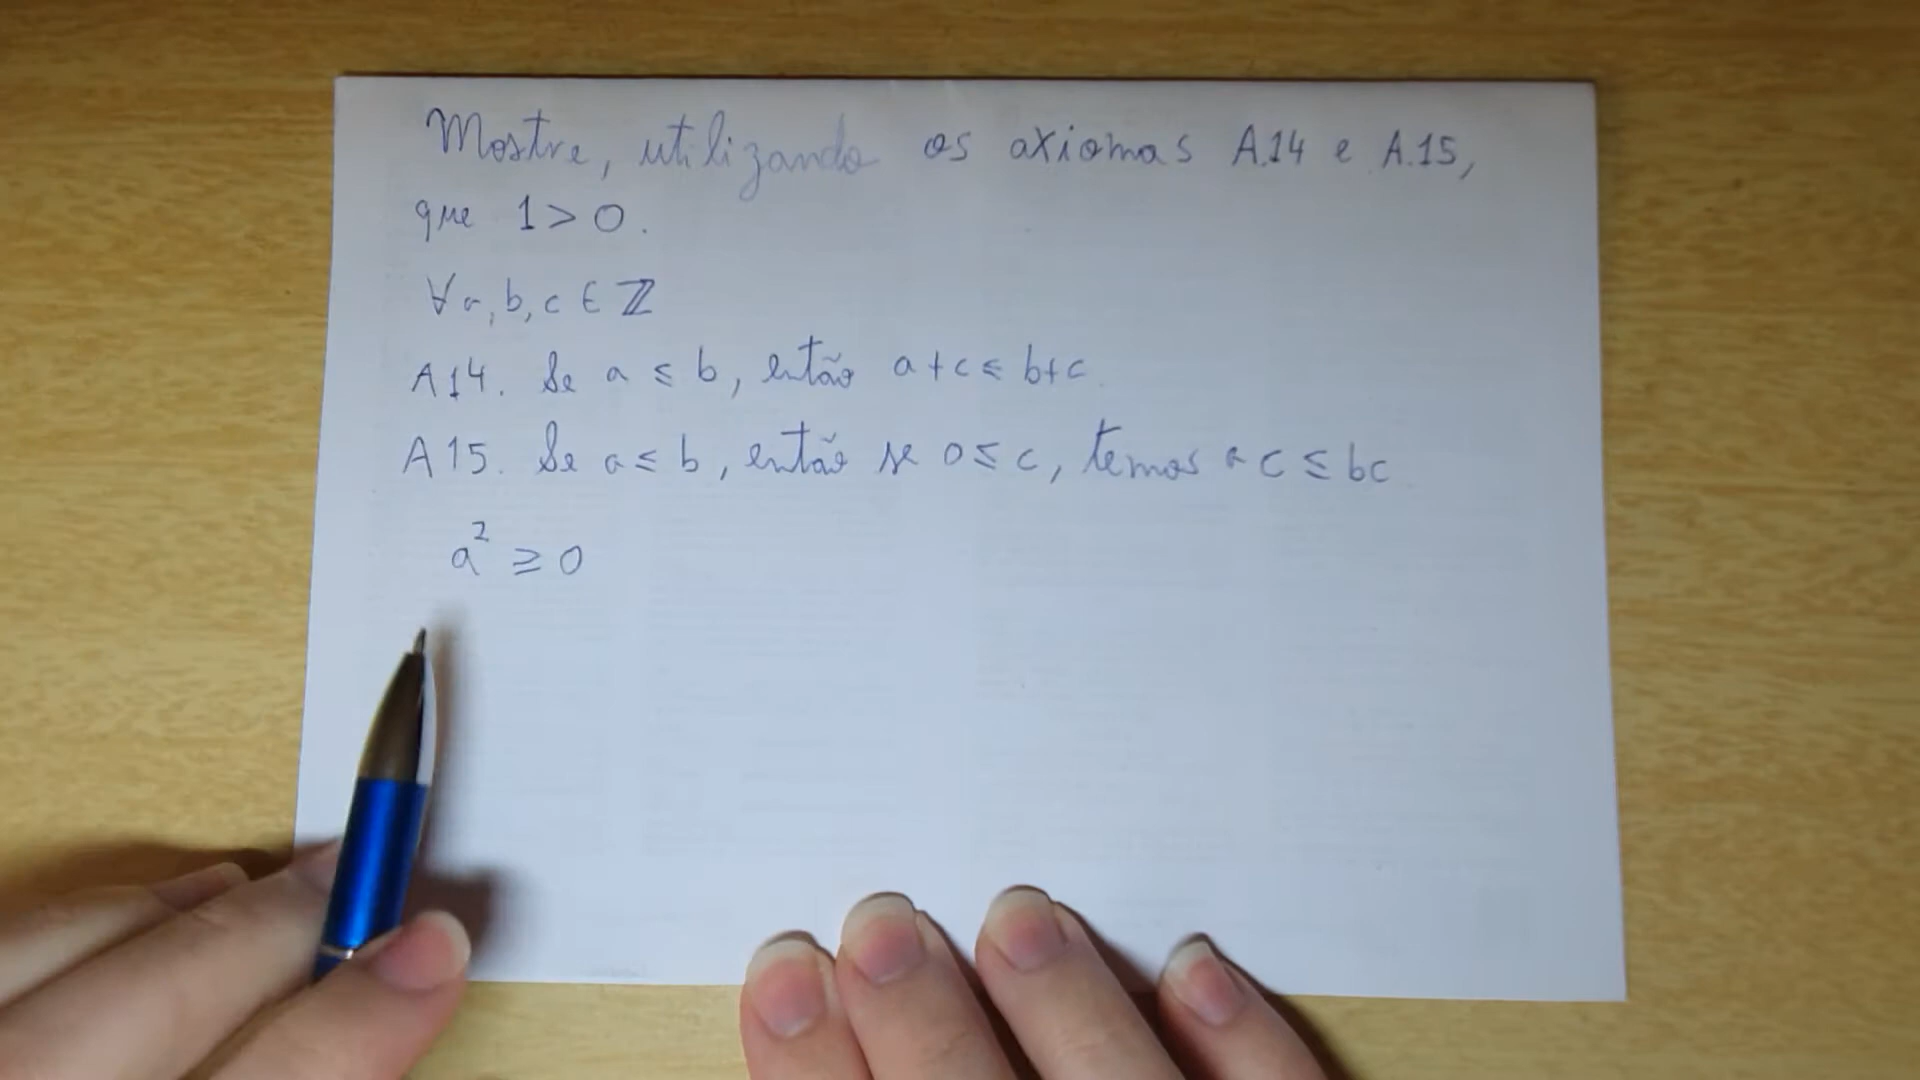 Mostre, utilizando os axiomas A.14 e A.15,
que 1 > 0.
∀ a, b, c ∈ ℤ
A14. Se a ≤ b, então a + c ≤ b + c
A15. Se a ≤ b, então se 0 ≤ c, temos ac ≤ bc
a² ≥ 0